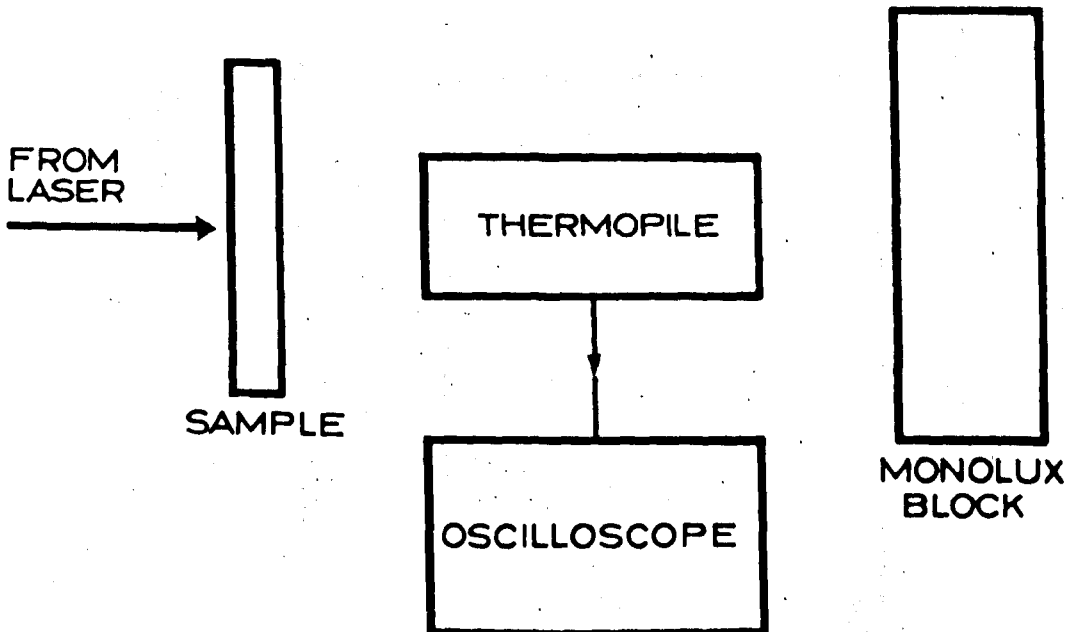 FROM
LASER
THERMOPILE
SAMPLE
OSCILLOSCOPE
MONOLUX
BLOCK